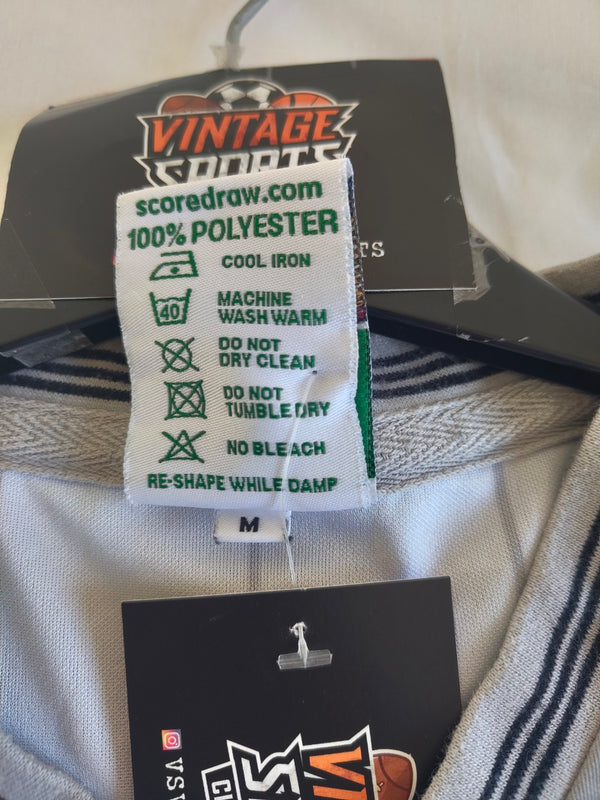 VINTAGE
SPORTS
scoredraw.com
100% POLYESTER
COOL IRON
40
MACHINE
WASH WARM
DO NOT
DRY CLEAN
DO NOT
TUMBLE DRY
NO BLEACH
RE-SHAPE WHILE DAMP
M